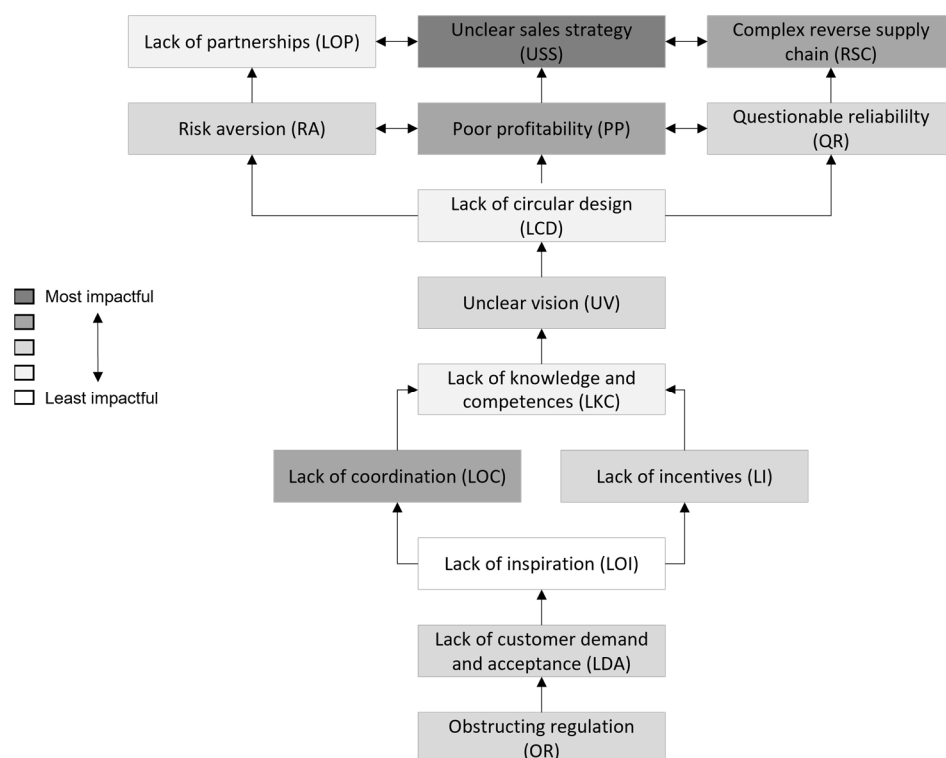 Lack of partnerships (LOP)
Unclear sales strategy
(USS)
Complex reverse supply
chain (RSC)
Risk aversion (RA)
Poor profitability (PP)
Questionable reliabililty
(QR)
Lack of circular design
(LCD)
Unclear vision (UV)
Most impactful
Least impactful
Lack of knowledge and
competences (LKC)
Lack of coordination (LOC)
Lack of incentives (LI)
Lack of inspiration (LOI)
Lack of customer demand
and acceptance (LDA)
Obstructing regulation
(OR)